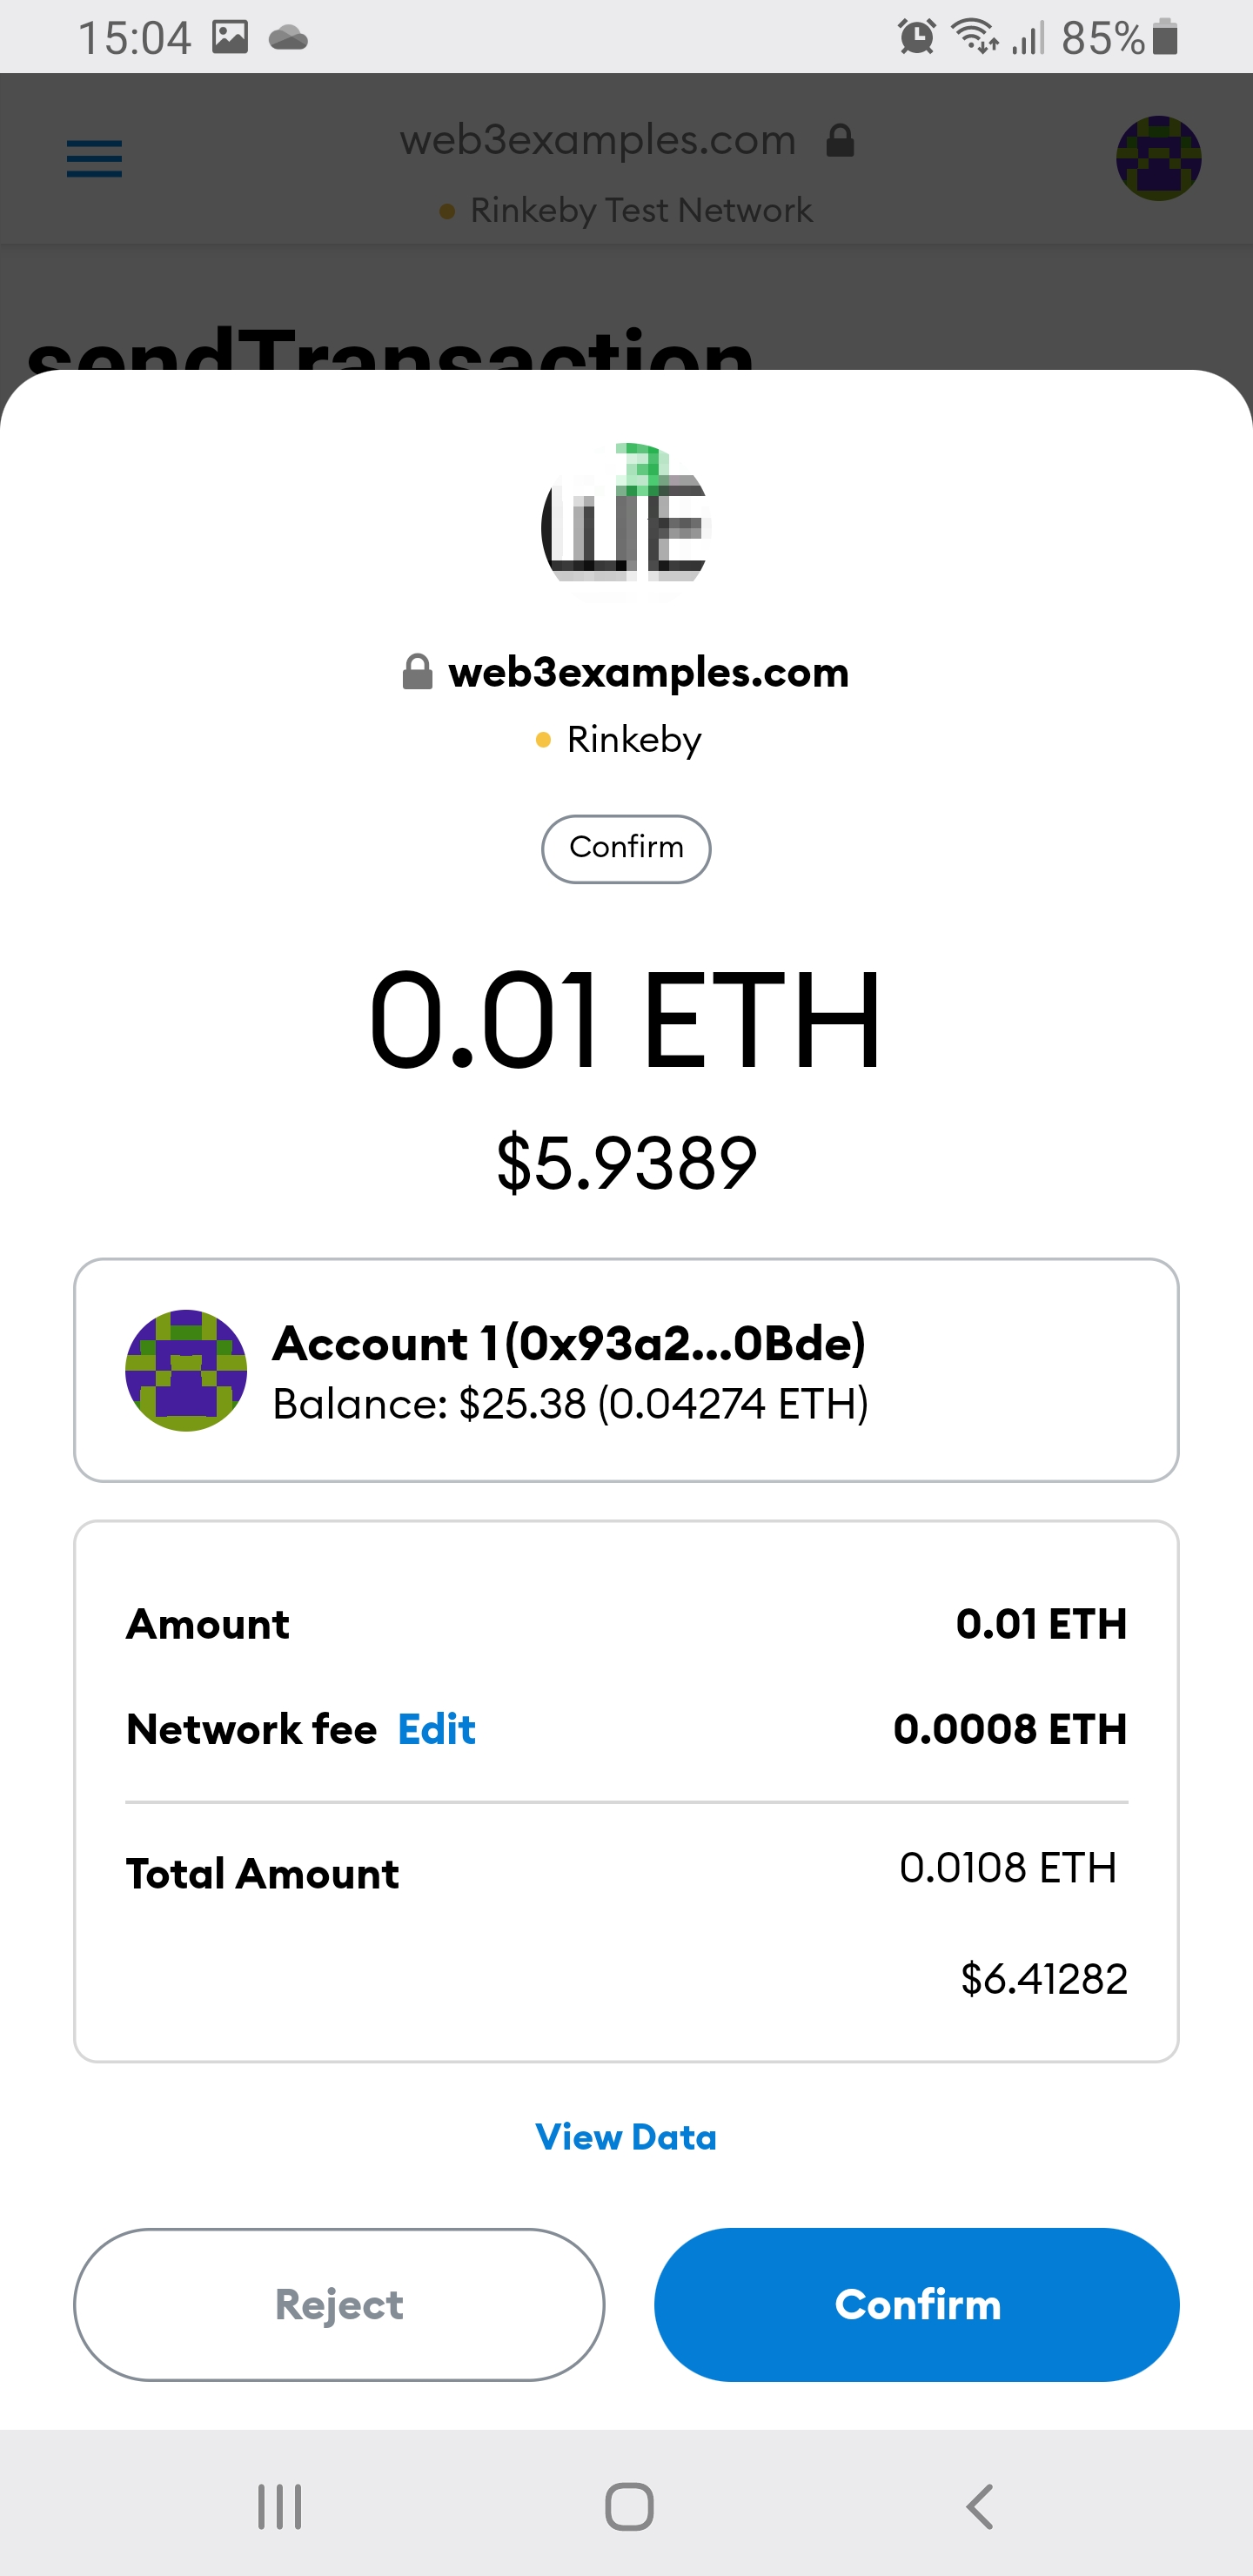 15:04 85%
web3examples.com
Rinkeby Test Network
sendTransaction
web3examples.com
Rinkeby
Confirm
0.01 ETH
$5.9389
Account 1 (0x93a2...0Bde)
Balance: $25.38 (0.04274 ETH)
Amount 0.01 ETH
Network fee Edit 0.0008 ETH
Total Amount 0.0108 ETH
$6.41282
View Data
Reject Confirm